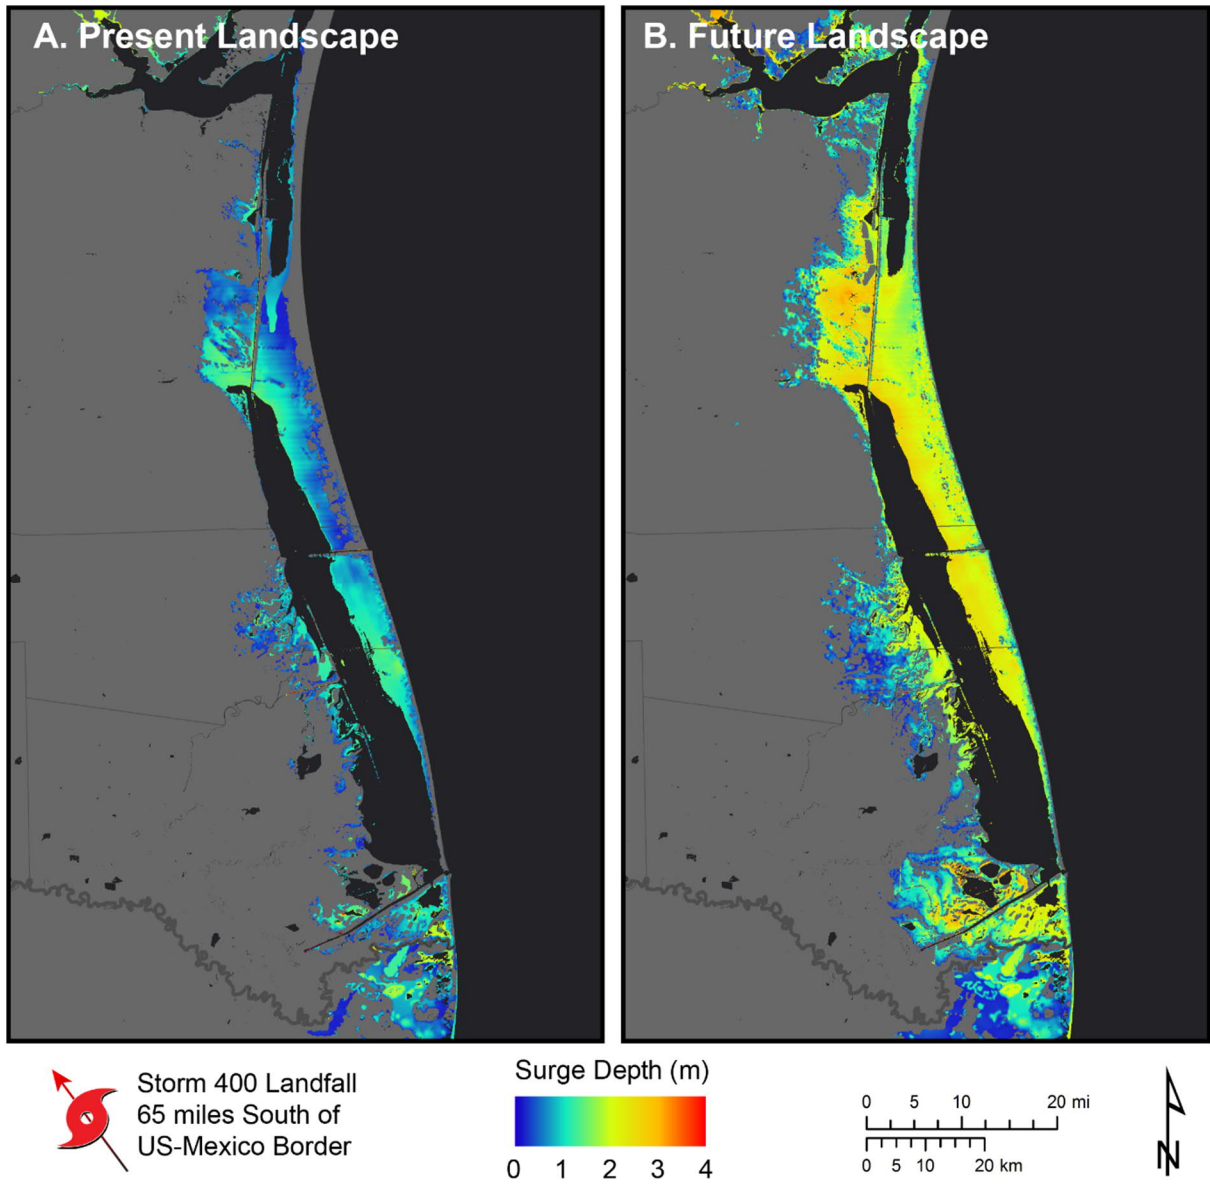 A. Present Landscape
B. Future Landscape
Storm 400 Landfall
65 miles South of
US-Mexico Border
Surge Depth (m)
0 1 2 3 4
0 5 10 20 mi
0 5 10 20 km
N